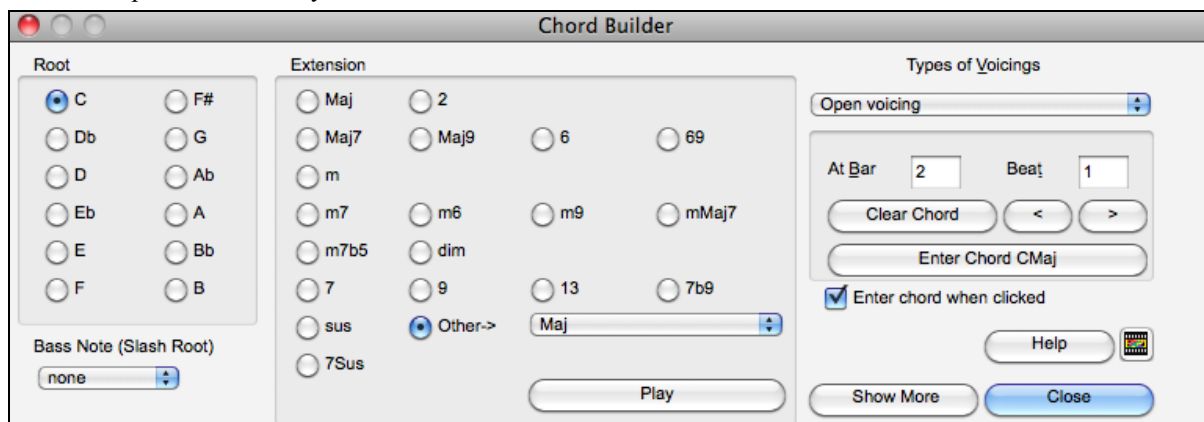 Chord Builder
Root
C F#
Db G
D Ab
Eb A
E Bb
F B
Bass Note (Slash Root)
none
Extension
Maj 2
Maj7 Maj9 6 69
m
m7 m6 m9 mMaj7
m7b5 dim
7 9 13 7b9
sus Other-> Maj
7Sus
Play
Types of Voicings
Open voicing
At Bar 2 Beat 1
Clear Chord < >
Enter Chord CMaj
Enter chord when clicked
Help
Show More Close